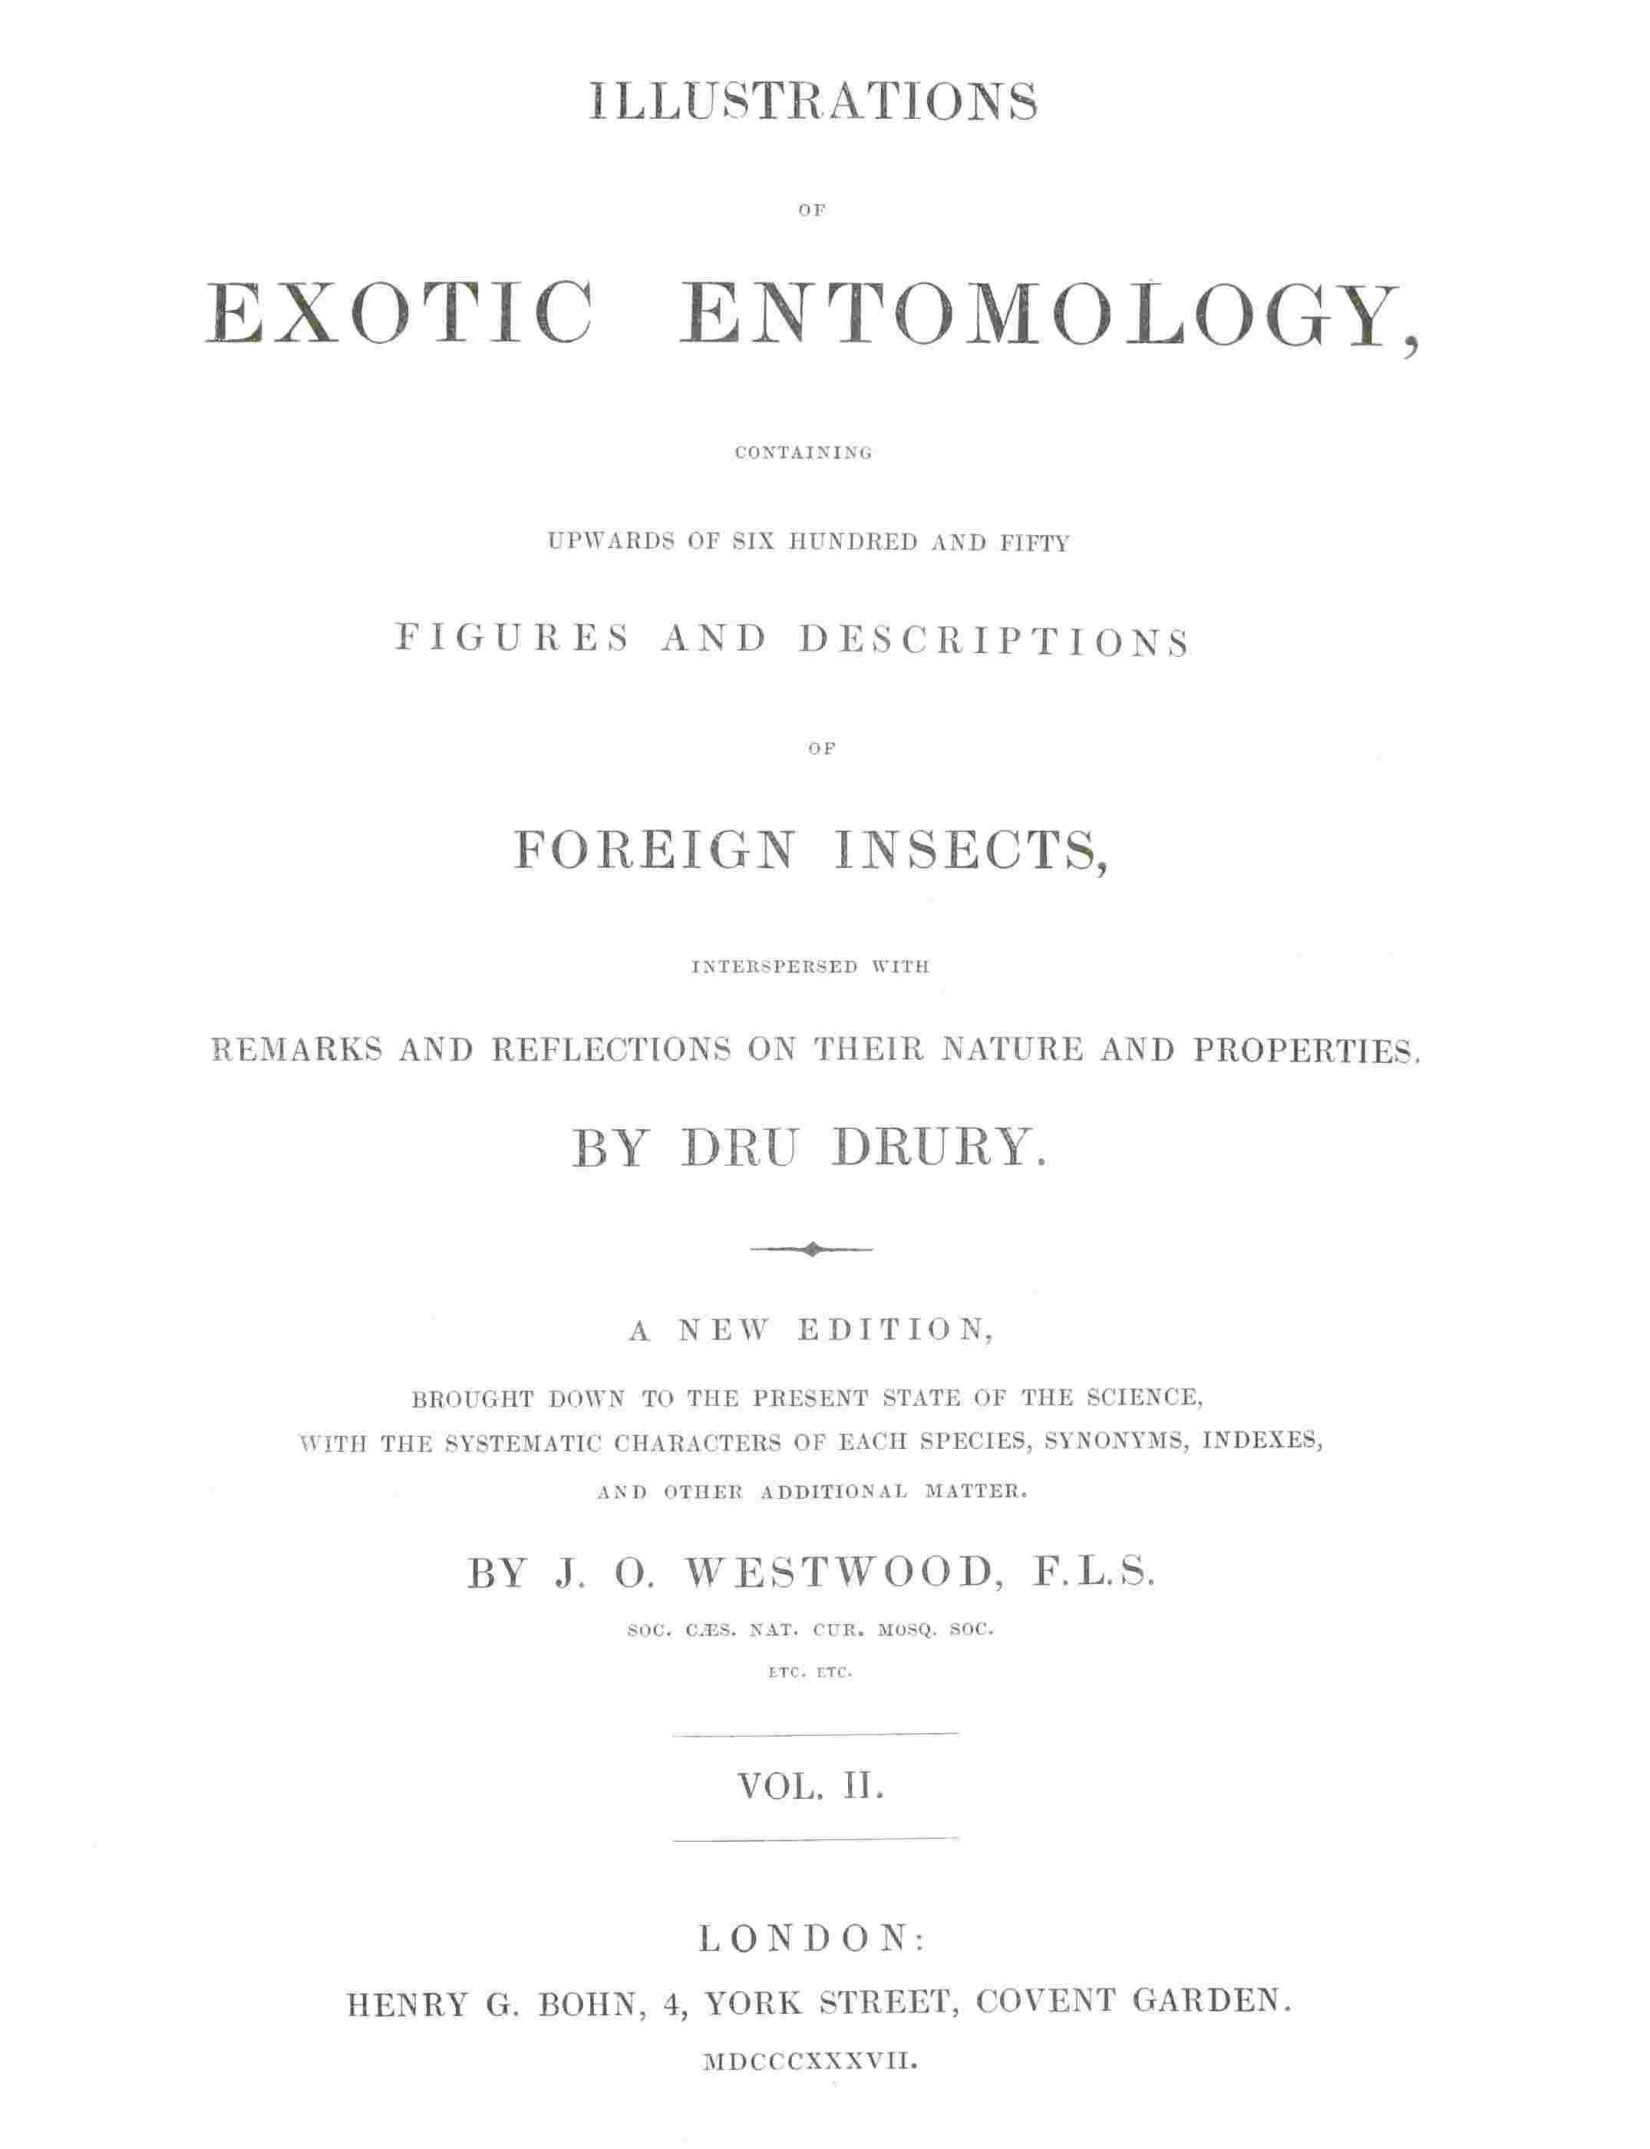 ILLUSTRATIONS
OF
EXOTIC ENTOMOLOGY,
CONTAINING
UPWARDS OF SIX HUNDRED AND FIFTY
FIGURES AND DESCRIPTIONS
OF
FOREIGN INSECTS,
INTERSPERSED WITH
REMARKS AND REFLECTIONS ON THEIR NATURE AND PROPERTIES.
BY DRU DRURY.
A NEW EDITION,
BROUGHT DOWN TO THE PRESENT STATE OF THE SCIENCE,
WITH THE SYSTEMATIC CHARACTERS OF EACH SPECIES, SYNONYMS, INDEXES,
AND OTHER ADDITIONAL MATTER.
BY J. O. WESTWOOD, F.L.S.
SOC. CÆS. NAT. CUR. MOSQ. SOC.
ETC. ETC.
VOL. II.
LONDON:
HENRY G. BOHN, 4, YORK STREET, COVENT GARDEN.
MDCCCXXXVII.